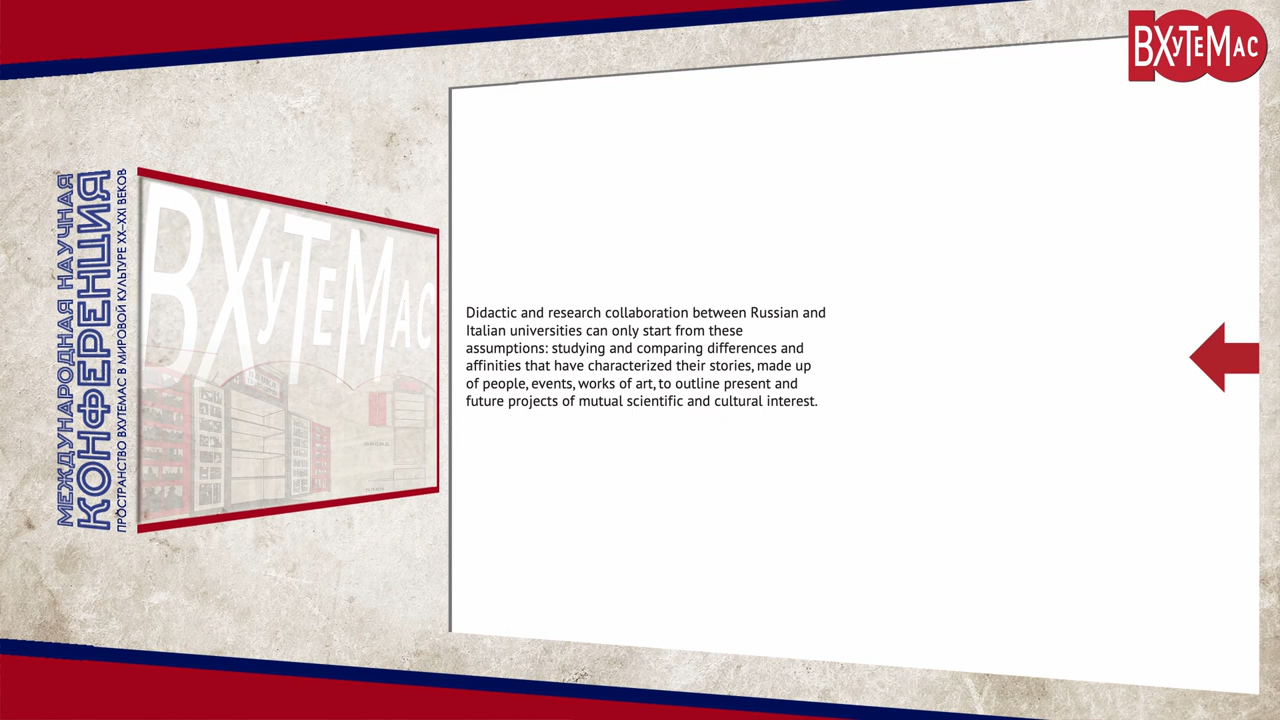 МЕЖДУНАРОДНАЯ НАУЧНАЯ
КОНФЕРЕНЦИЯ
ПРОСТРАНСТВО ВХУТЕМАС В МИРОВОЙ КУЛЬТУРЕ XX–XXI ВЕКОВ
ВХУТЕМАС
Didactic and research collaboration between Russian and
Italian universities can only start from these
assumptions: studying and comparing differences and
affinities that have characterized their stories, made up
of people, events, works of art, to outline present and
future projects of mutual scientific and cultural interest.
100
ВХУТЕМАС